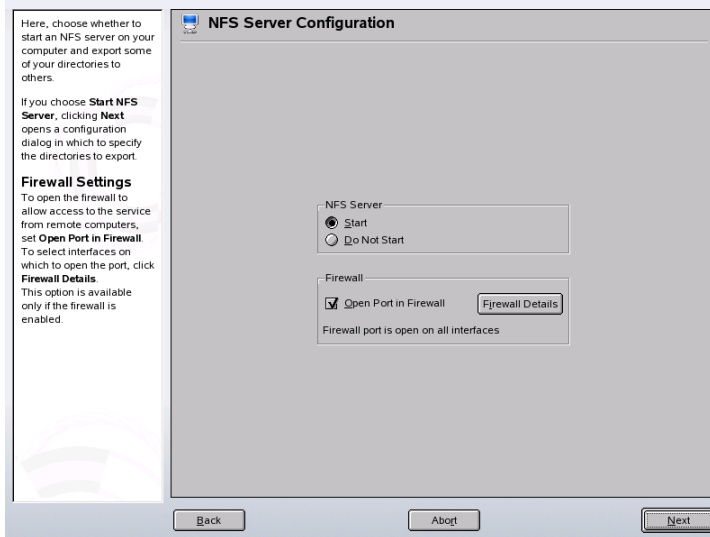 Here, choose whether to
start an NFS server on your
computer and export some
of your directories to
others.
If you choose Start NFS
Server, clicking Next
opens a configuration
dialog in which to specify
the directories to export.
Firewall Settings
To open the firewall to
allow access to the service
from remote computers,
set Open Port in Firewall.
To select interfaces on
which to open the port, click
Firewall Details.
This option is available
only if the firewall is
enabled.
NFS Server Configuration
NFS Server
Start
Do Not Start
Firewall
Open Port in Firewall
Firewall Details
Firewall port is open on all interfaces
Back
Abort
Next